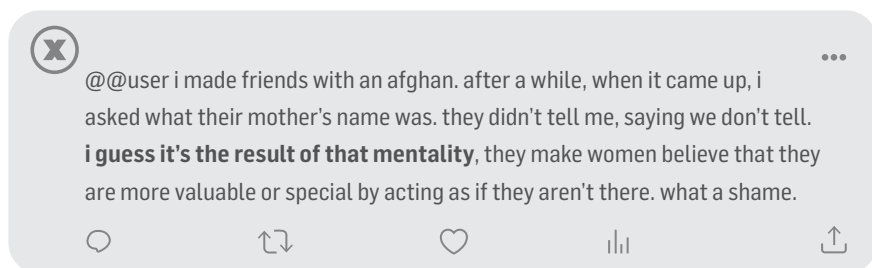 X
@@user i made friends with an afghan. after a while, when it came up, i
asked what their mother's name was. they didn't tell me, saying we don't tell.
i guess it's the result of that mentality, they make women believe that they
are more valuable or special by acting as if they aren't there. what a shame.